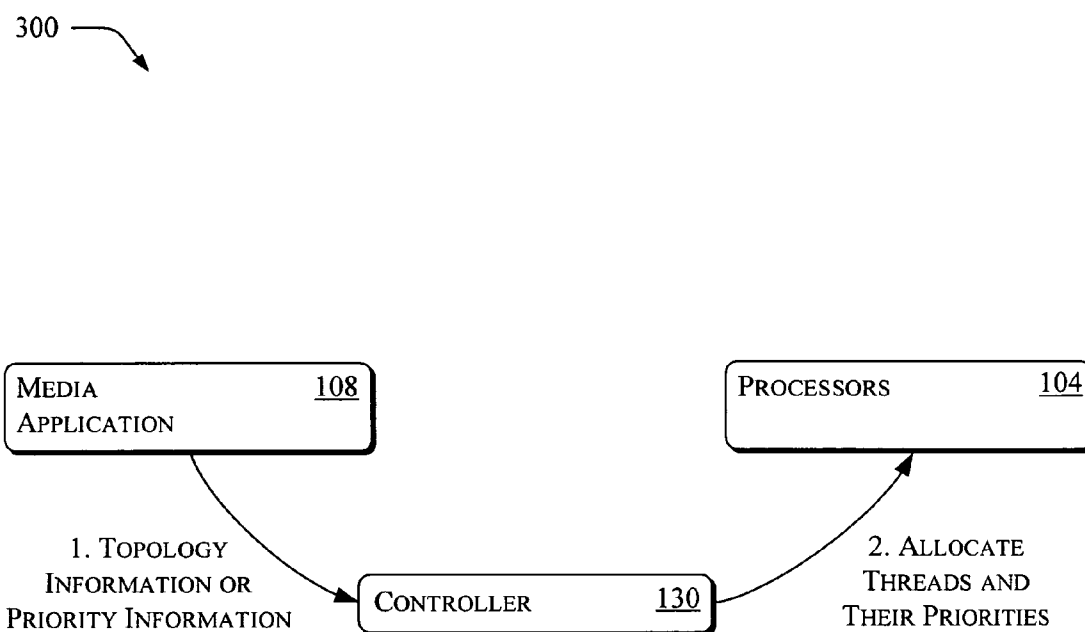 300
MEDIA 108
APPLICATION
PROCESSORS 104
1. TOPOLOGY
INFORMATION OR
PRIORITY INFORMATION
CONTROLLER 130
2. ALLOCATE
THREADS AND
THEIR PRIORITIES